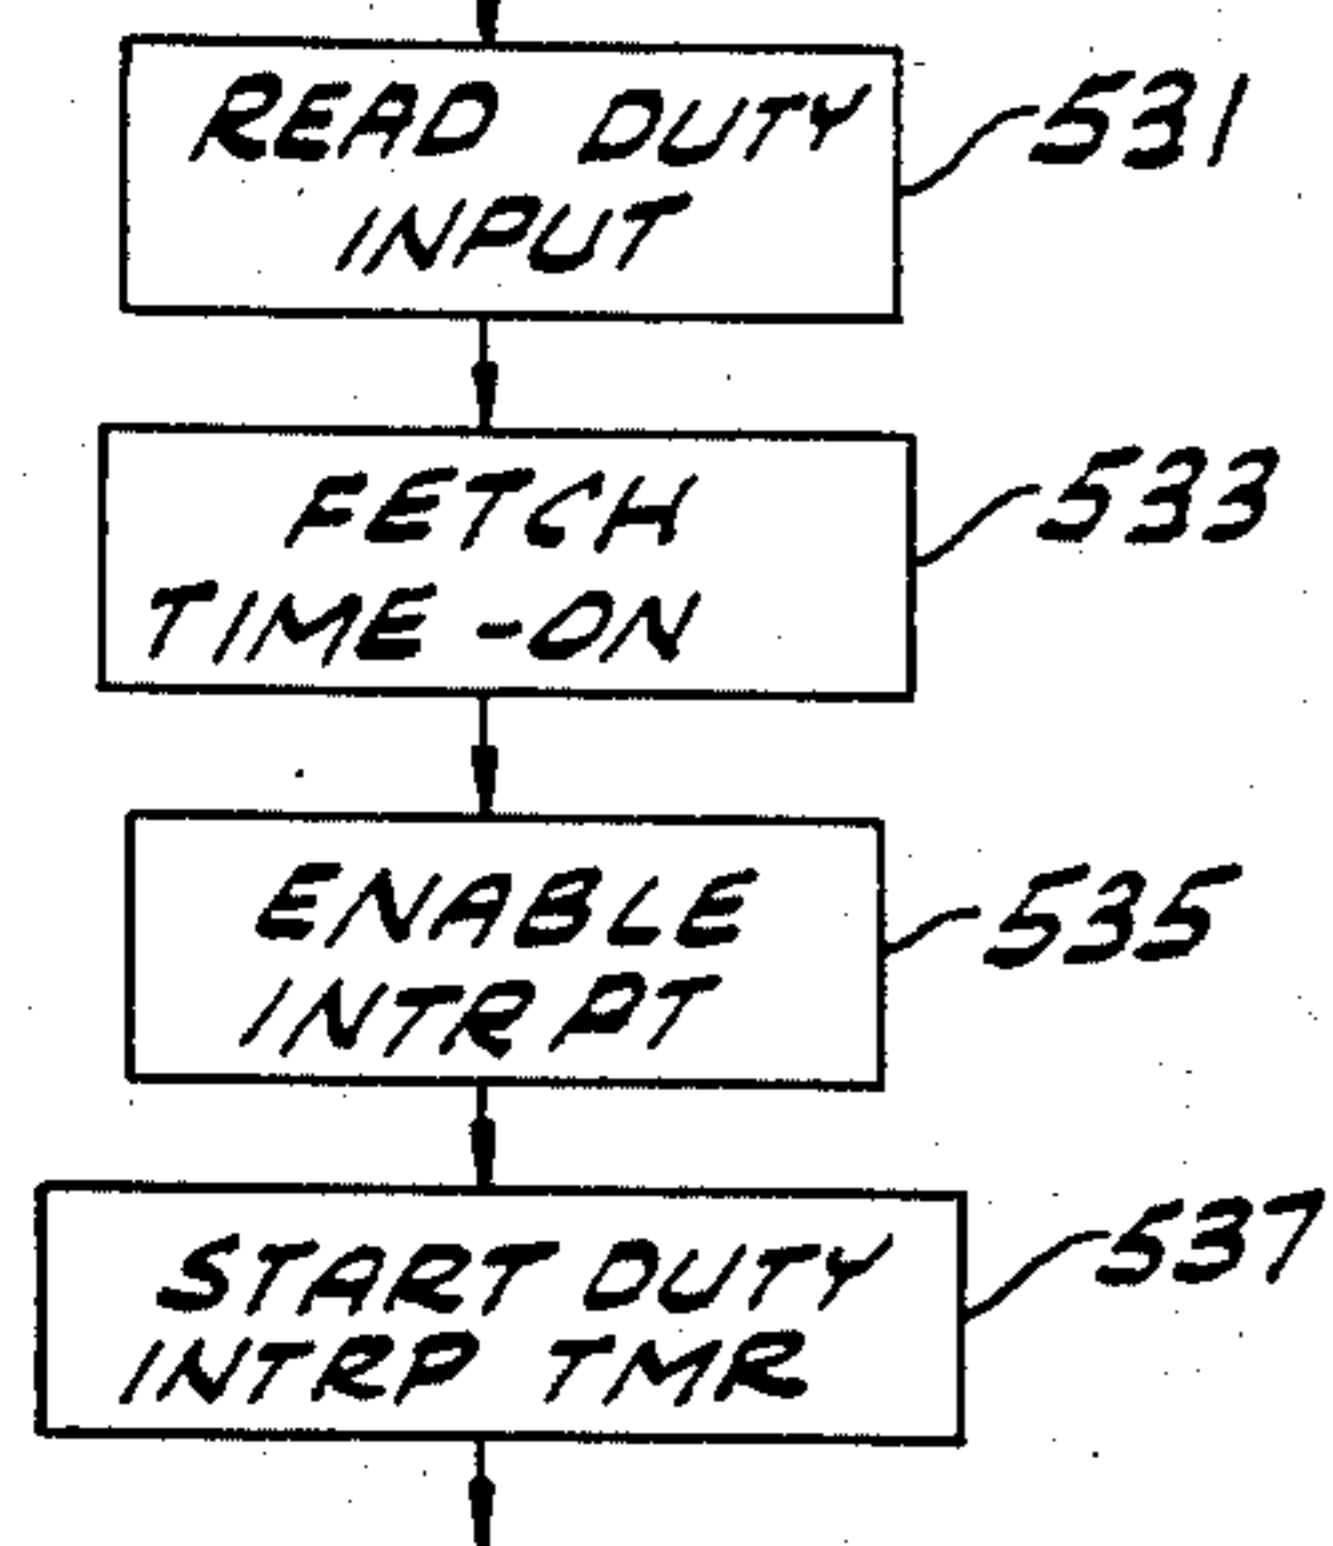 READ DUTY
INPUT
531
FETCH
TIME-ON
533
ENABLE
INTRPT
535
START DUTY
INTRP TMR
537